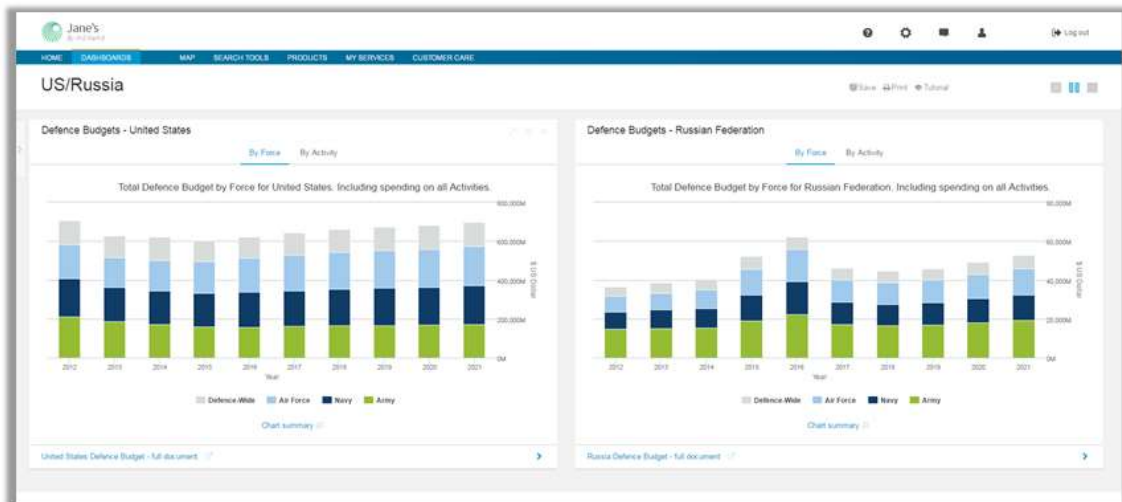 Jane's
by IHS Markit
Log out
HOME DASHBOARDS MAP SEARCH TOOLS PRODUCTS MY SERVICES CUSTOMER CARE
US/Russia
Save Print Tutorial
Defence Budgets - United States
By Force By Activity
Total Defence Budget by Force for United States. Including spending on all Activities.
800,000M
600,000M
400,000M
200,000M
0M
$ US Dollar
2012 2013 2014 2015 2016 2017 2018 2019 2020 2021
Year
Defence-Wide Air Force Navy Army
Chart summary
United States Defence Budget - full document
Defence Budgets - Russian Federation
By Force By Activity
Total Defence Budget by Force for Russian Federation. Including spending on all Activities.
80,000M
60,000M
40,000M
20,000M
0M
$ US Dollar
2012 2013 2014 2015 2016 2017 2018 2019 2020 2021
Year
Defence-Wide Air Force Navy Army
Chart summary
Russia Defence Budget - full document